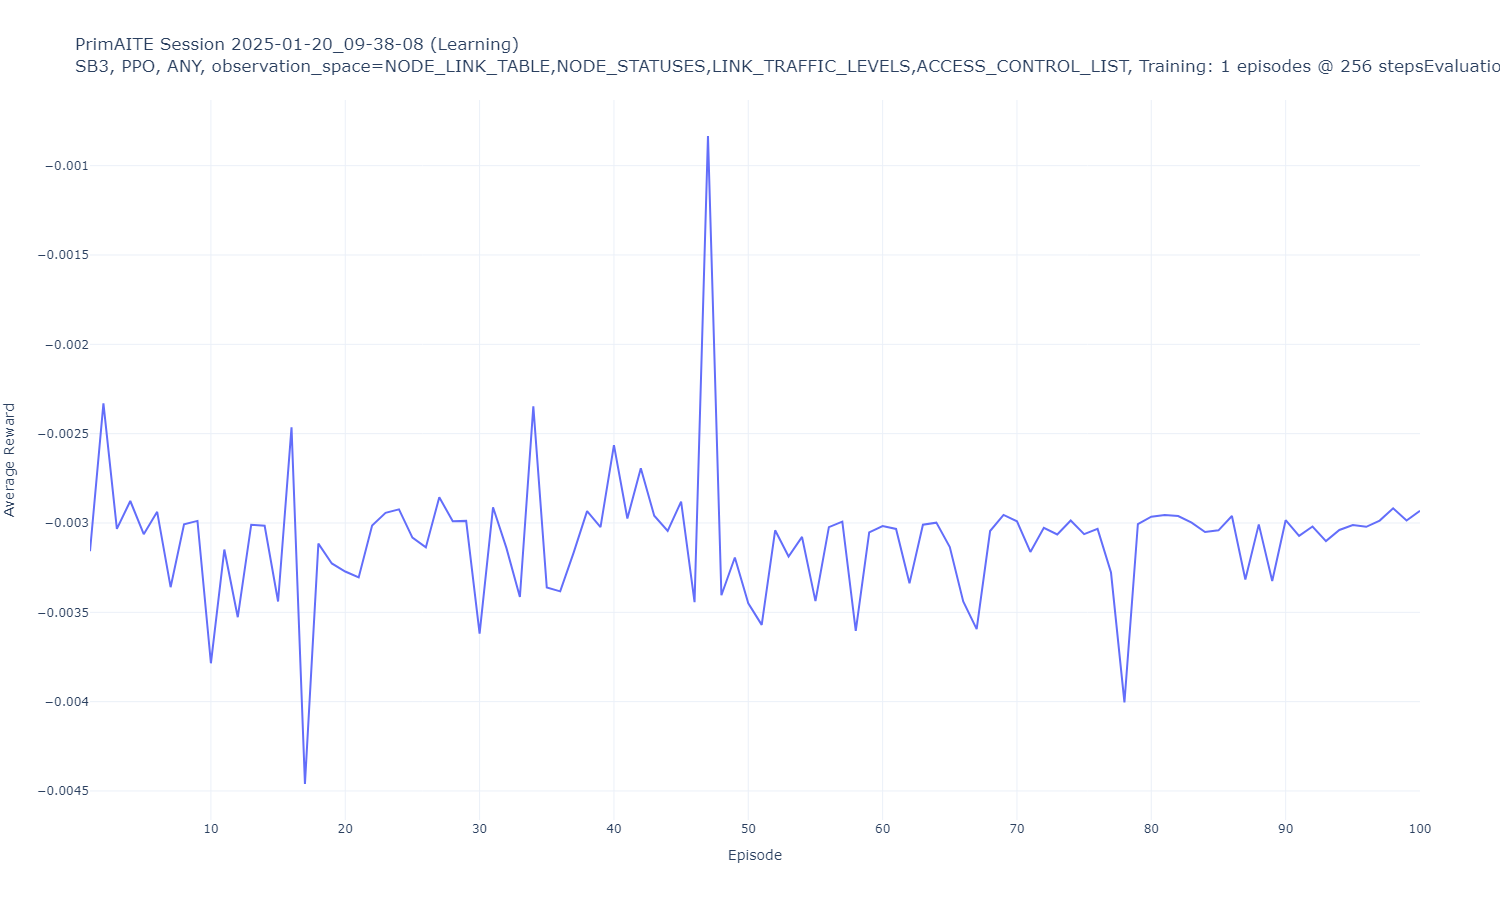 PrimAITE Session 2025-01-20_09-38-08 (Learning)
SB3, PPO, ANY, observation_space=NODE_LINK_TABLE,NODE_STATUSES,LINK_TRAFFIC_LEVELS,ACCESS_CONTROL_LIST, Training: 1 episodes @ 256 stepsEvaluatio
−0.001
−0.0015
−0.002
−0.0025
−0.003
−0.0035
−0.004
−0.0045
Average Reward
10 20 30 40 50 60 70 80 90 100
Episode